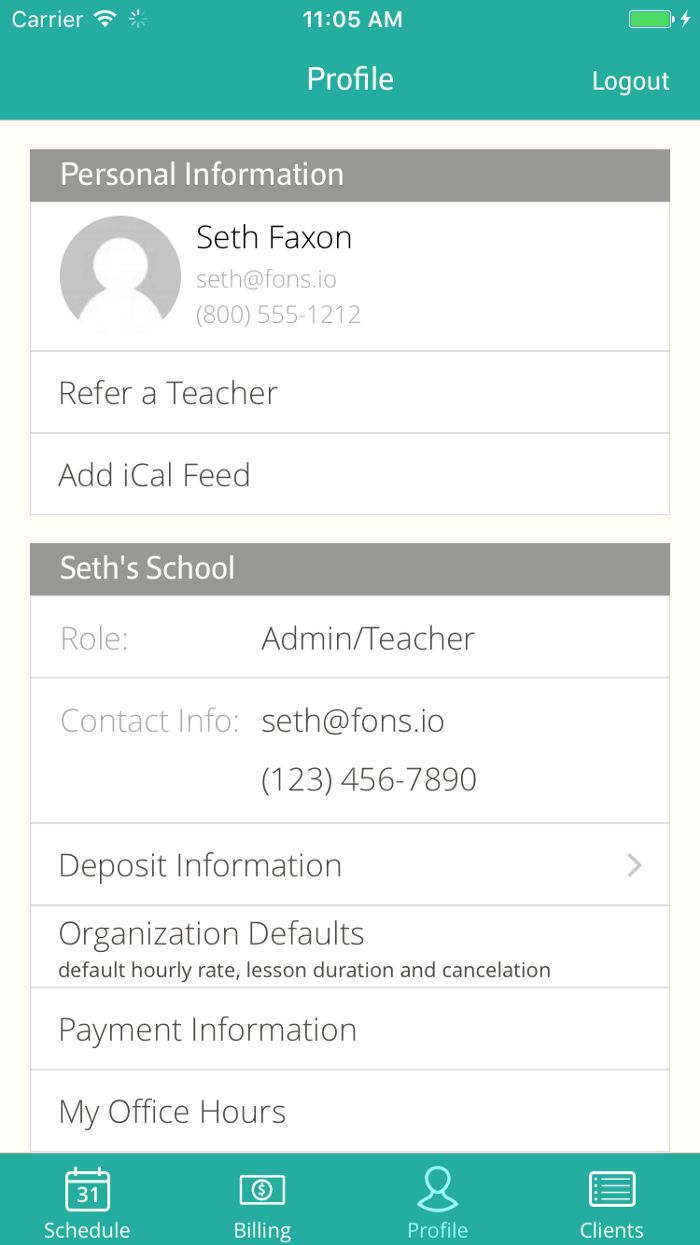 Carrier 11:05 AM
Profile Logout
Personal Information
Seth Faxon
seth@fons.io
(800) 555-1212
Refer a Teacher
Add iCal Feed
Seth's School
Role: Admin/Teacher
Contact Info: seth@fons.io
(123) 456-7890
Deposit Information
Organization Defaults
default hourly rate, lesson duration and cancelation
Payment Information
My Office Hours
31 $
Schedule Billing Profile Clients